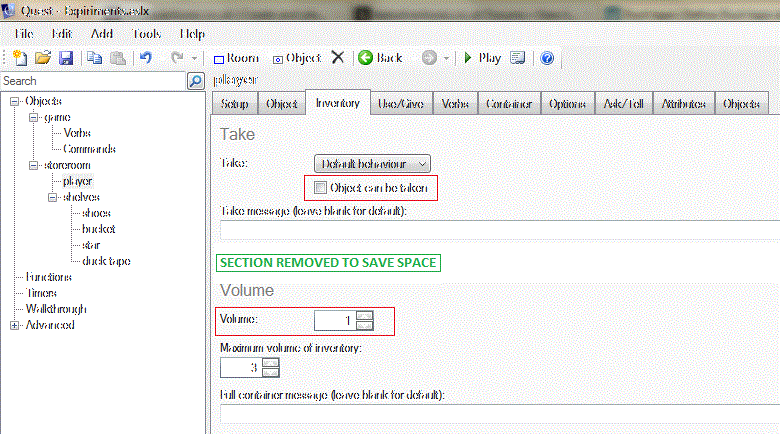 Quest - Expiriments.aslx
File Edit Add Tools Help
Room Object Back Play
Search
player
Setup Object Inventory Use/Give Verbs Container Options Ask/Tell Attributes Objects
Objects
game
Verbs
Commands
storeroom
player
shelves
shoes
bucket
star
duck tape
Functions
Timers
Walkthrough
Advanced
Take
Take: Default behaviour
Object can be taken
Take message (leave blank for default):
SECTION REMOVED TO SAVE SPACE
Volume
Volume: 1
Maximum volume of inventory:
3
Full container message (leave blank for default):